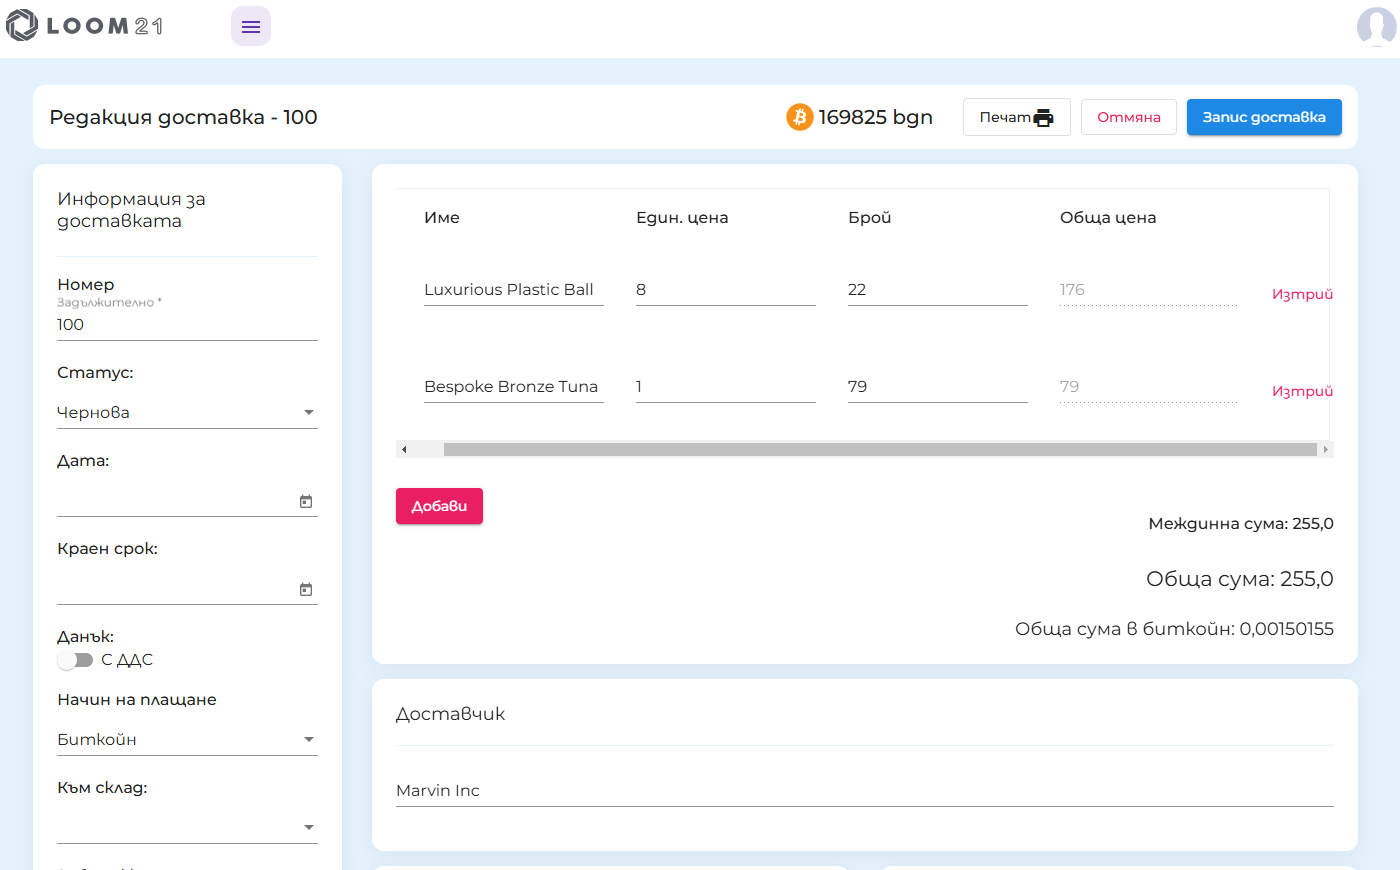 LOOM 21
Редакция доставка - 100
169825 bgn
Печат
Отмяна
Запис доставка
Информация за
доставката
Номер
Задължително *
100
Статус:
Чернова
Дата:
Краен срок:
Данък:
С ДДС
Начин на плащане
Биткойн
Към склад:
Име Един. цена Брой Обща цена
Luxurious Plastic Ball 8 22 176 Изтрий
Bespoke Bronze Tuna 1 79 79 Изтрий
Добави
Междинна сума: 255,0
Обща сума: 255,0
Обща сума в биткойн: 0,00150155
Доставчик
Marvin Inc